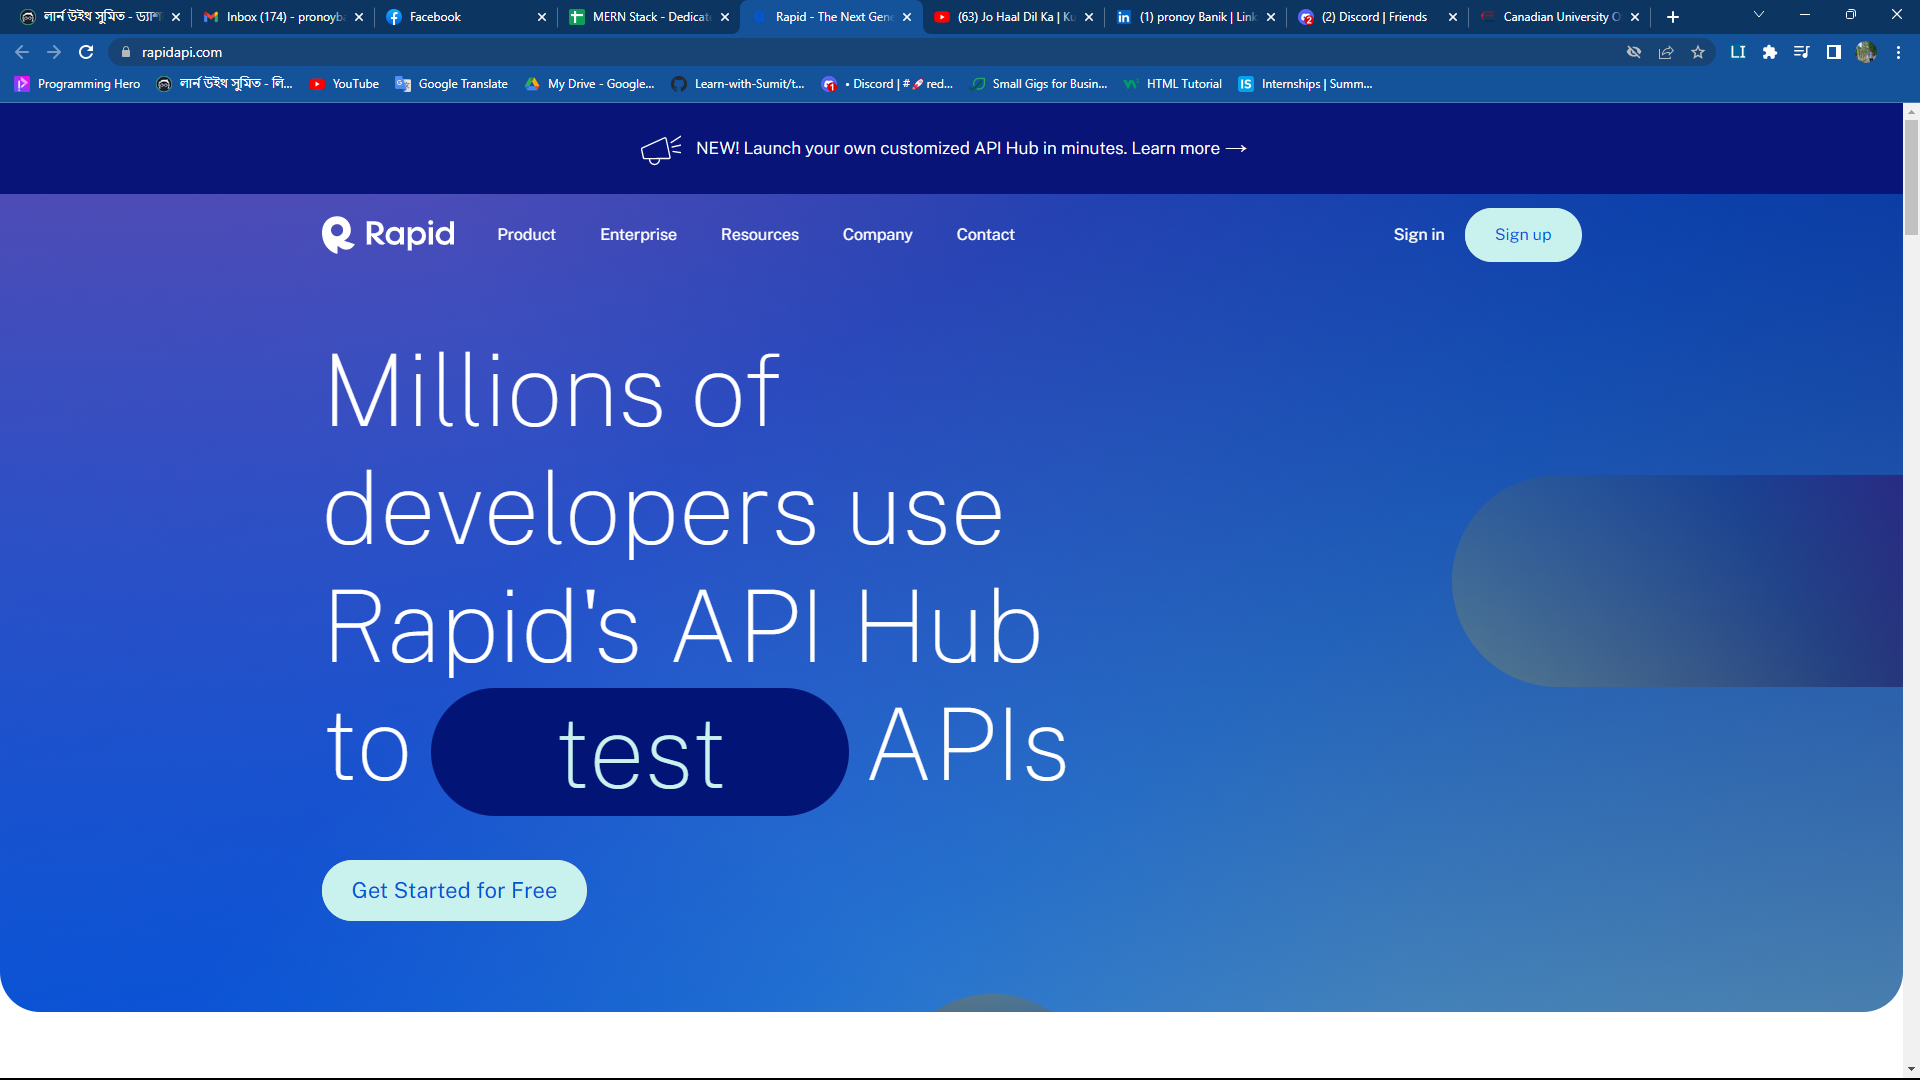 লার্ন উইথ সুমিত - ড্যাশ
Inbox (174) - pronoyb
Facebook
MERN Stack - Dedicat
Rapid - The Next Gen
(63) Jo Haal Dil Ka | Ku
(1) pronoy Banik | Link
(2) Discord | Friends
Canadian University O
rapidapi.com
LI
Programming Hero
লার্ন উইথ সুমিত - লি...
YouTube
Google Translate
My Drive - Google...
Learn-with-Sumit/t...
• Discord | #🚀red...
Small Gigs for Busin...
HTML Tutorial
IS Internships | Summ...
NEW! Launch your own customized API Hub in minutes. Learn more →
Rapid
Product
Enterprise
Resources
Company
Contact
Sign in
Sign up
Millions of
developers use
Rapid's API Hub
to test APIs
Get Started for Free